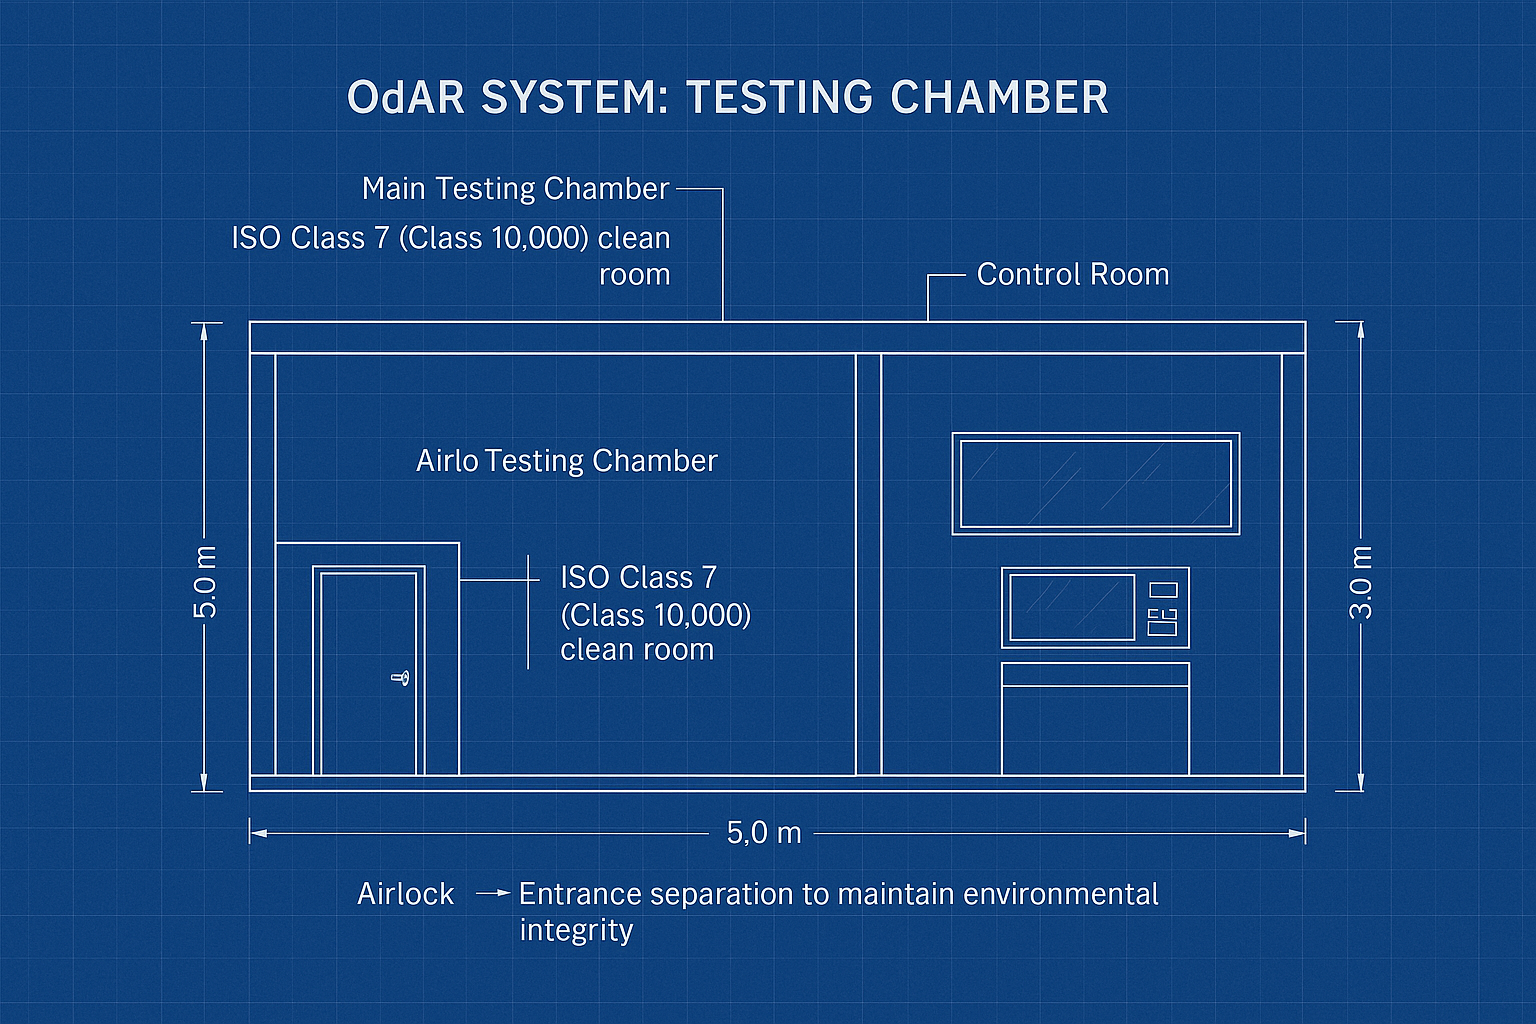 OdAR SYSTEM: TESTING CHAMBER
Main Testing Chamber
ISO Class 7 (Class 10,000) clean
room
Control Room
Airlo Testing Chamber
5.0 m
ISO Class 7
(Class 10,000)
clean room
3.0 m
5,0 m
Airlock → Entrance separation to maintain environmental
integrity